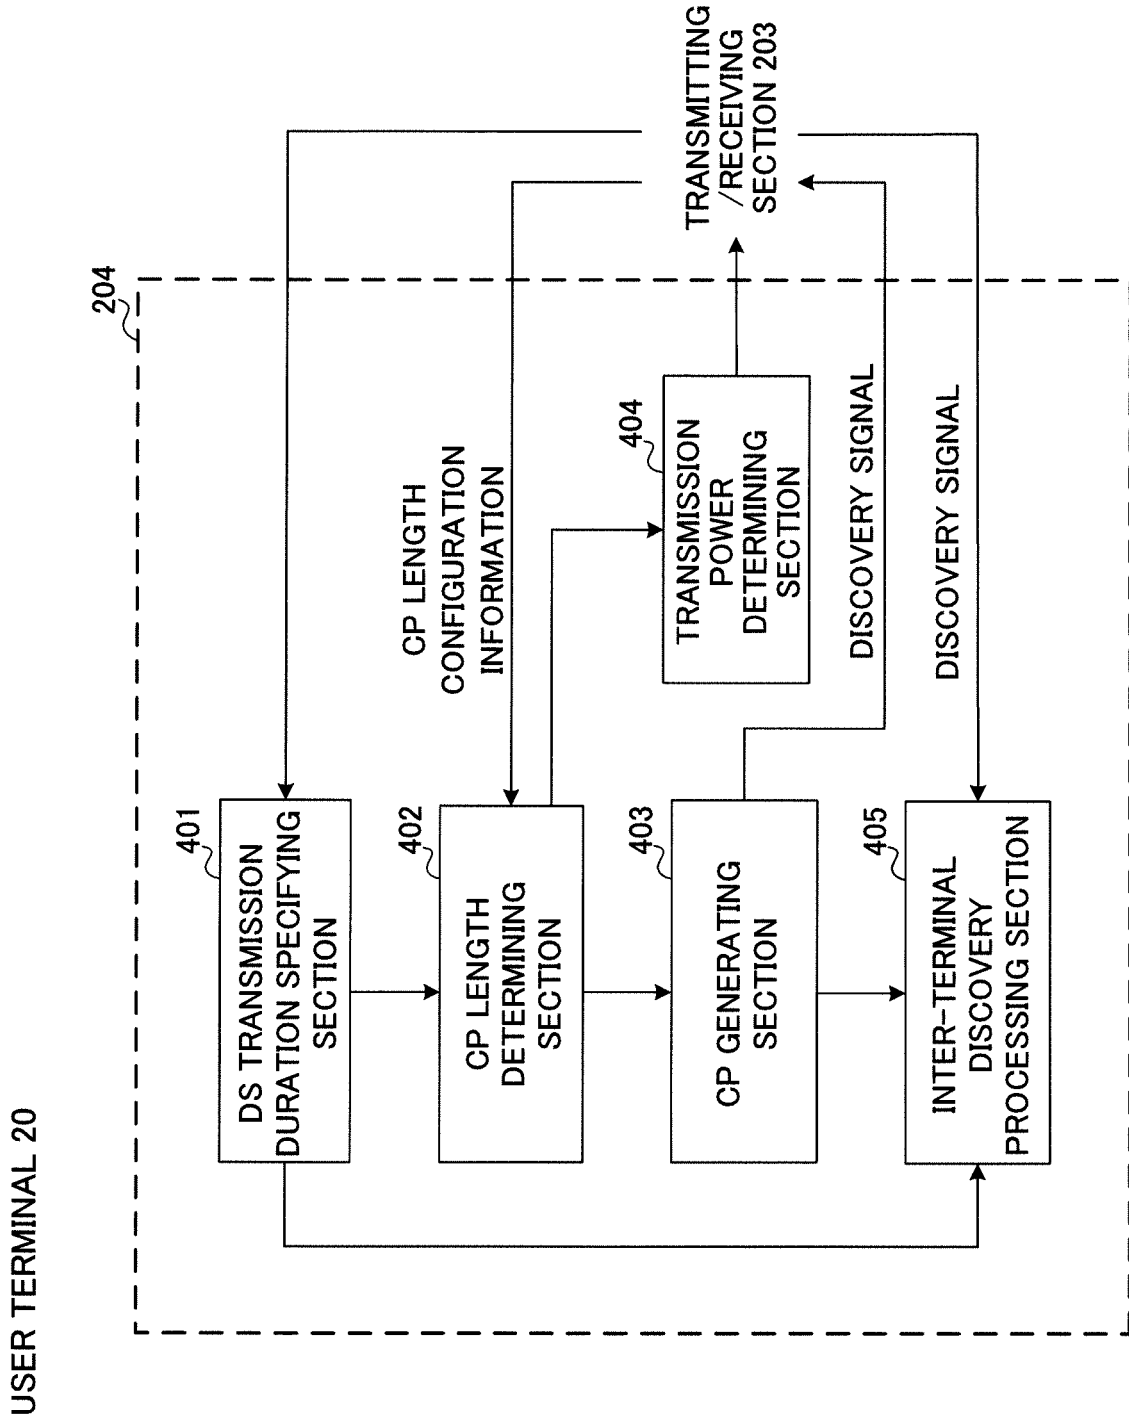 USER TERMINAL 20
204
401
DS TRANSMISSION
DURATION SPECIFYING
SECTION
402
CP LENGTH
DETERMINING
SECTION
CP LENGTH
CONFIGURATION
INFORMATION
403
CP GENERATING
SECTION
404
TRANSMISSION
POWER
DETERMINING
SECTION
TRANSMITTING
/RECEIVING
SECTION 203
DISCOVERY SIGNAL
405
INTER-TERMINAL
DISCOVERY
PROCESSING SECTION
DISCOVERY SIGNAL